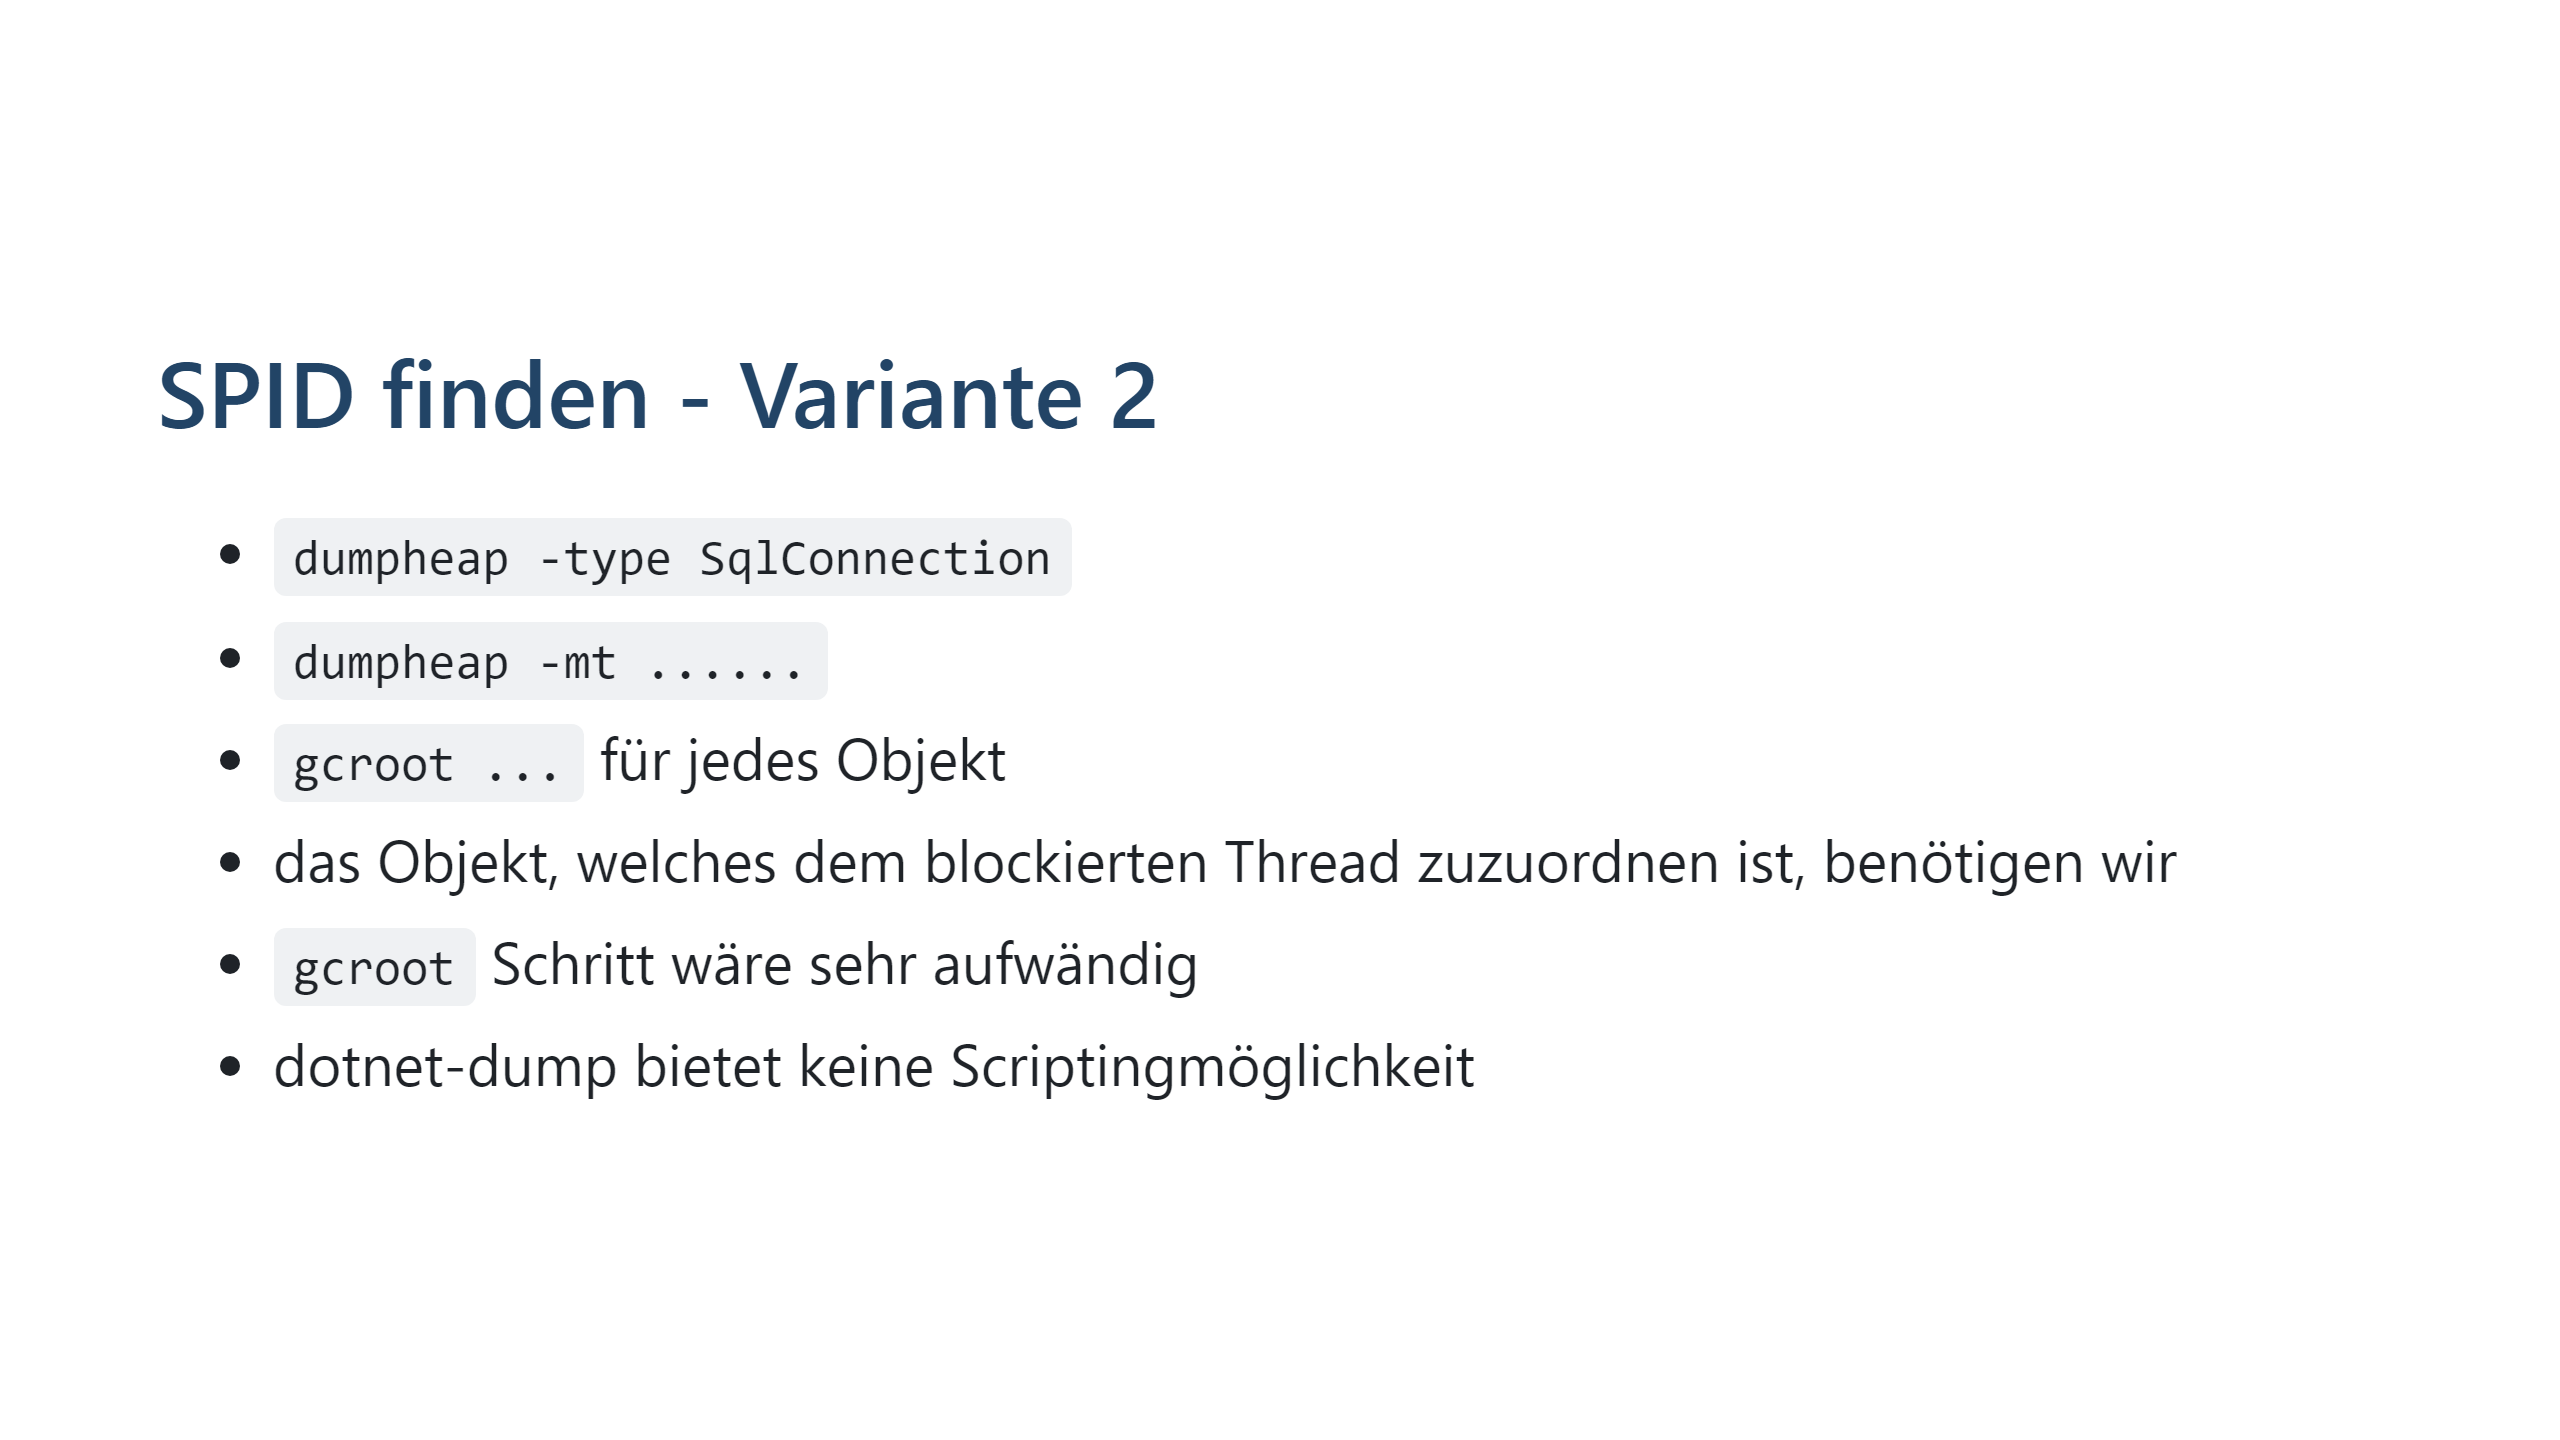 SPID finden - Variante 2
dumpheap -type SqlConnection
dumpheap -mt ......
gcroot ... für jedes Objekt
das Objekt, welches dem blockierten Thread zuzuordnen ist, benötigen wir
gcroot Schritt wäre sehr aufwändig
dotnet-dump bietet keine Scriptingmöglichkeit